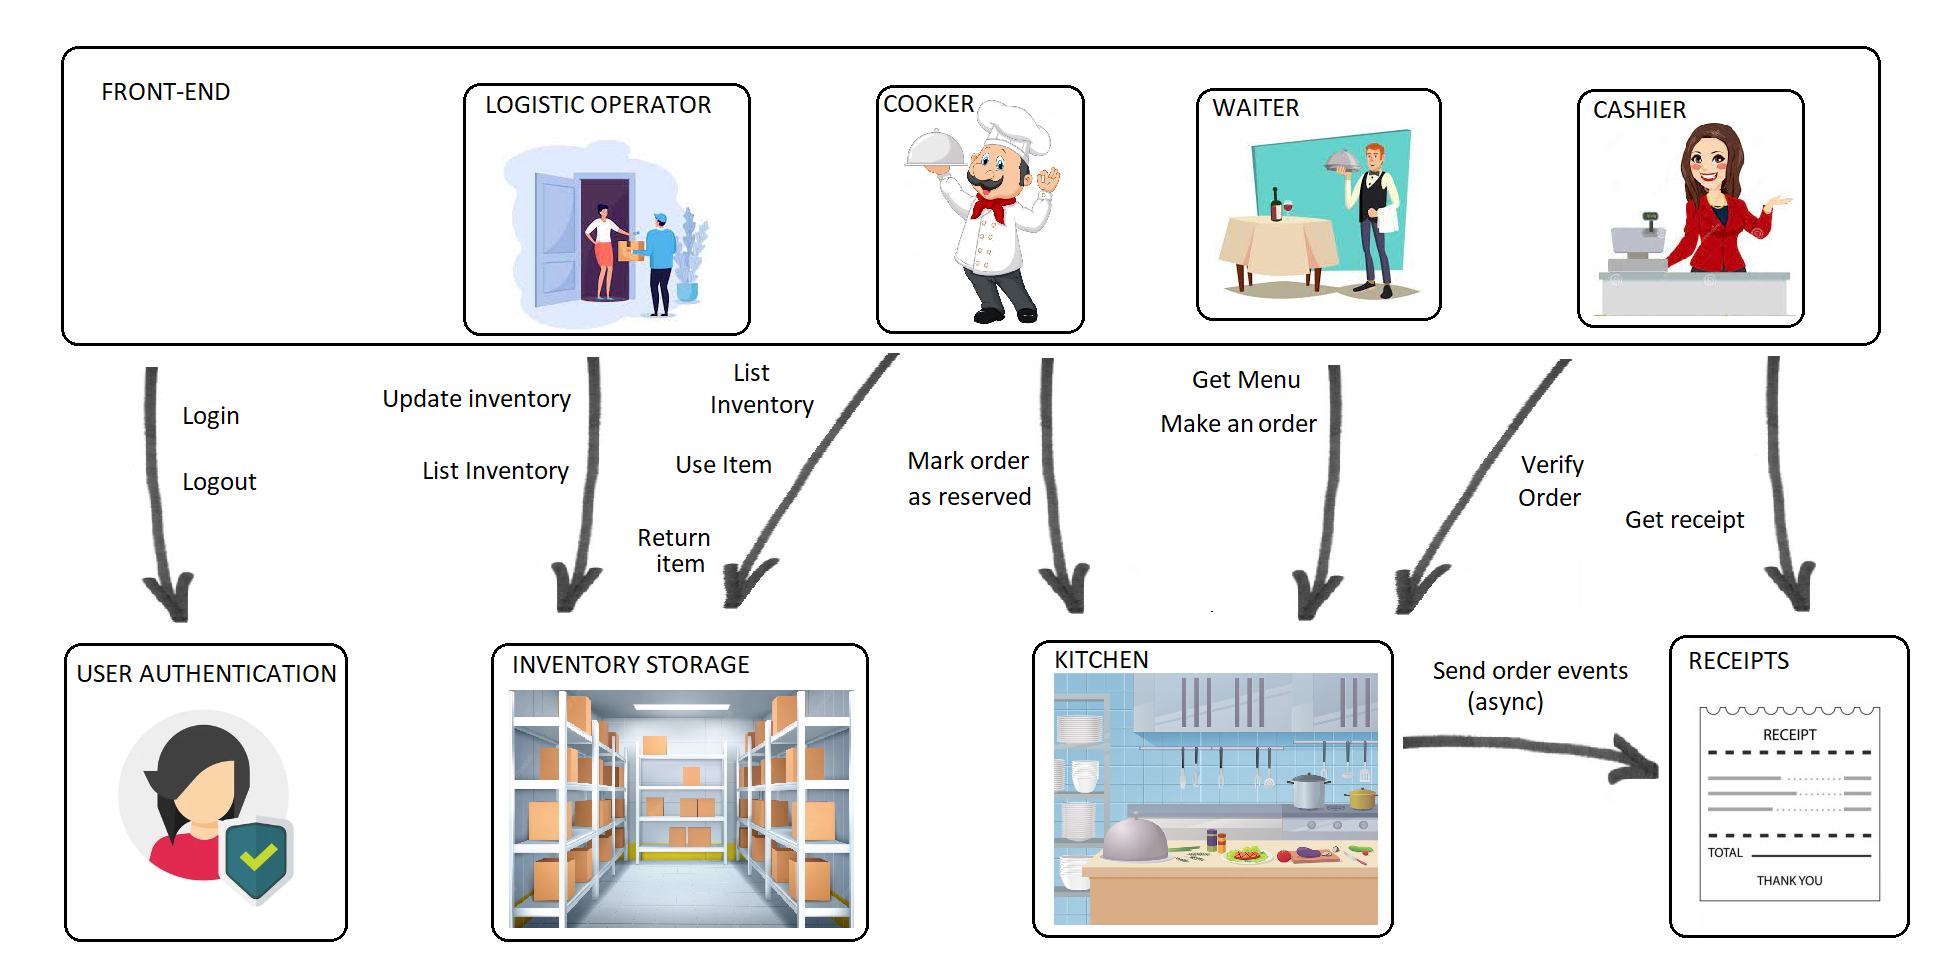 FRONT-END
LOGISTIC OPERATOR
COOKER
WAITER
CASHIER
Login
Logout
Update inventory
List Inventory
List
Inventory
Use Item
Return
item
Mark order
as reserved
Get Menu
Make an order
Verify
Order
Get receipt
USER AUTHENTICATION
INVENTORY STORAGE
KITCHEN
Send order events
(async)
RECEIPTS
RECEIPT
TOTAL
THANK YOU